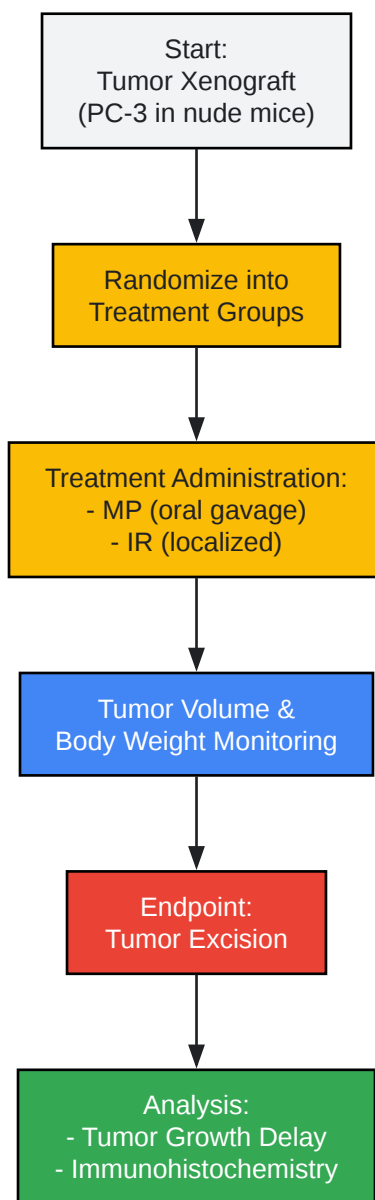 Start:
Tumor Xenograft
(PC-3 in nude mice)
Randomize into
Treatment Groups
Treatment Administration:
- MP (oral gavage)
- IR (localized)
Tumor Volume &
Body Weight Monitoring
Endpoint:
Tumor Excision
Analysis:
- Tumor Growth Delay
- Immunohistochemistry